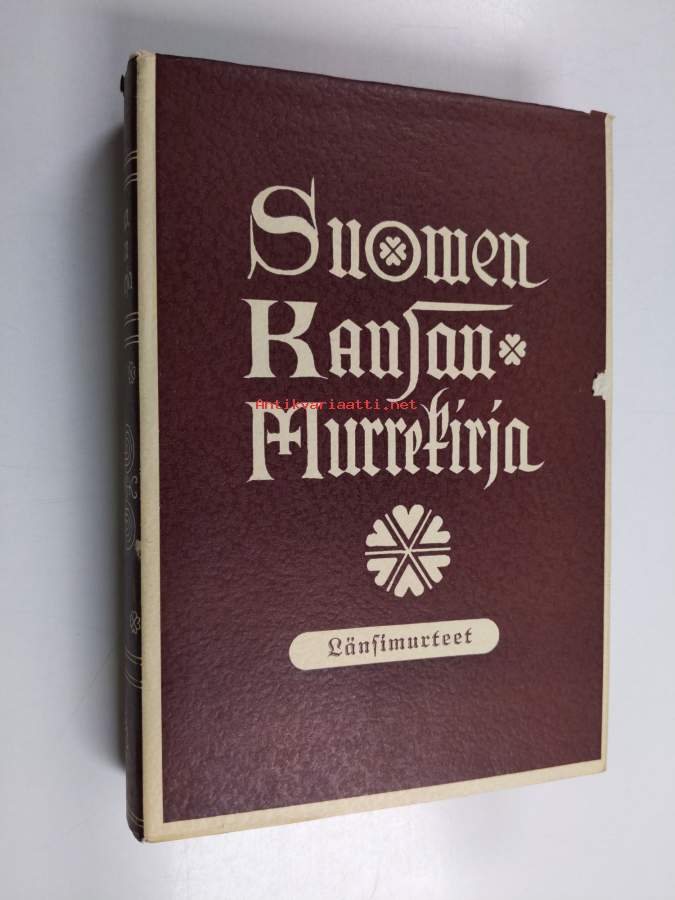 Suomen
Kansan
Murrekirja
Länsimurteet
Antikvariaatti.net